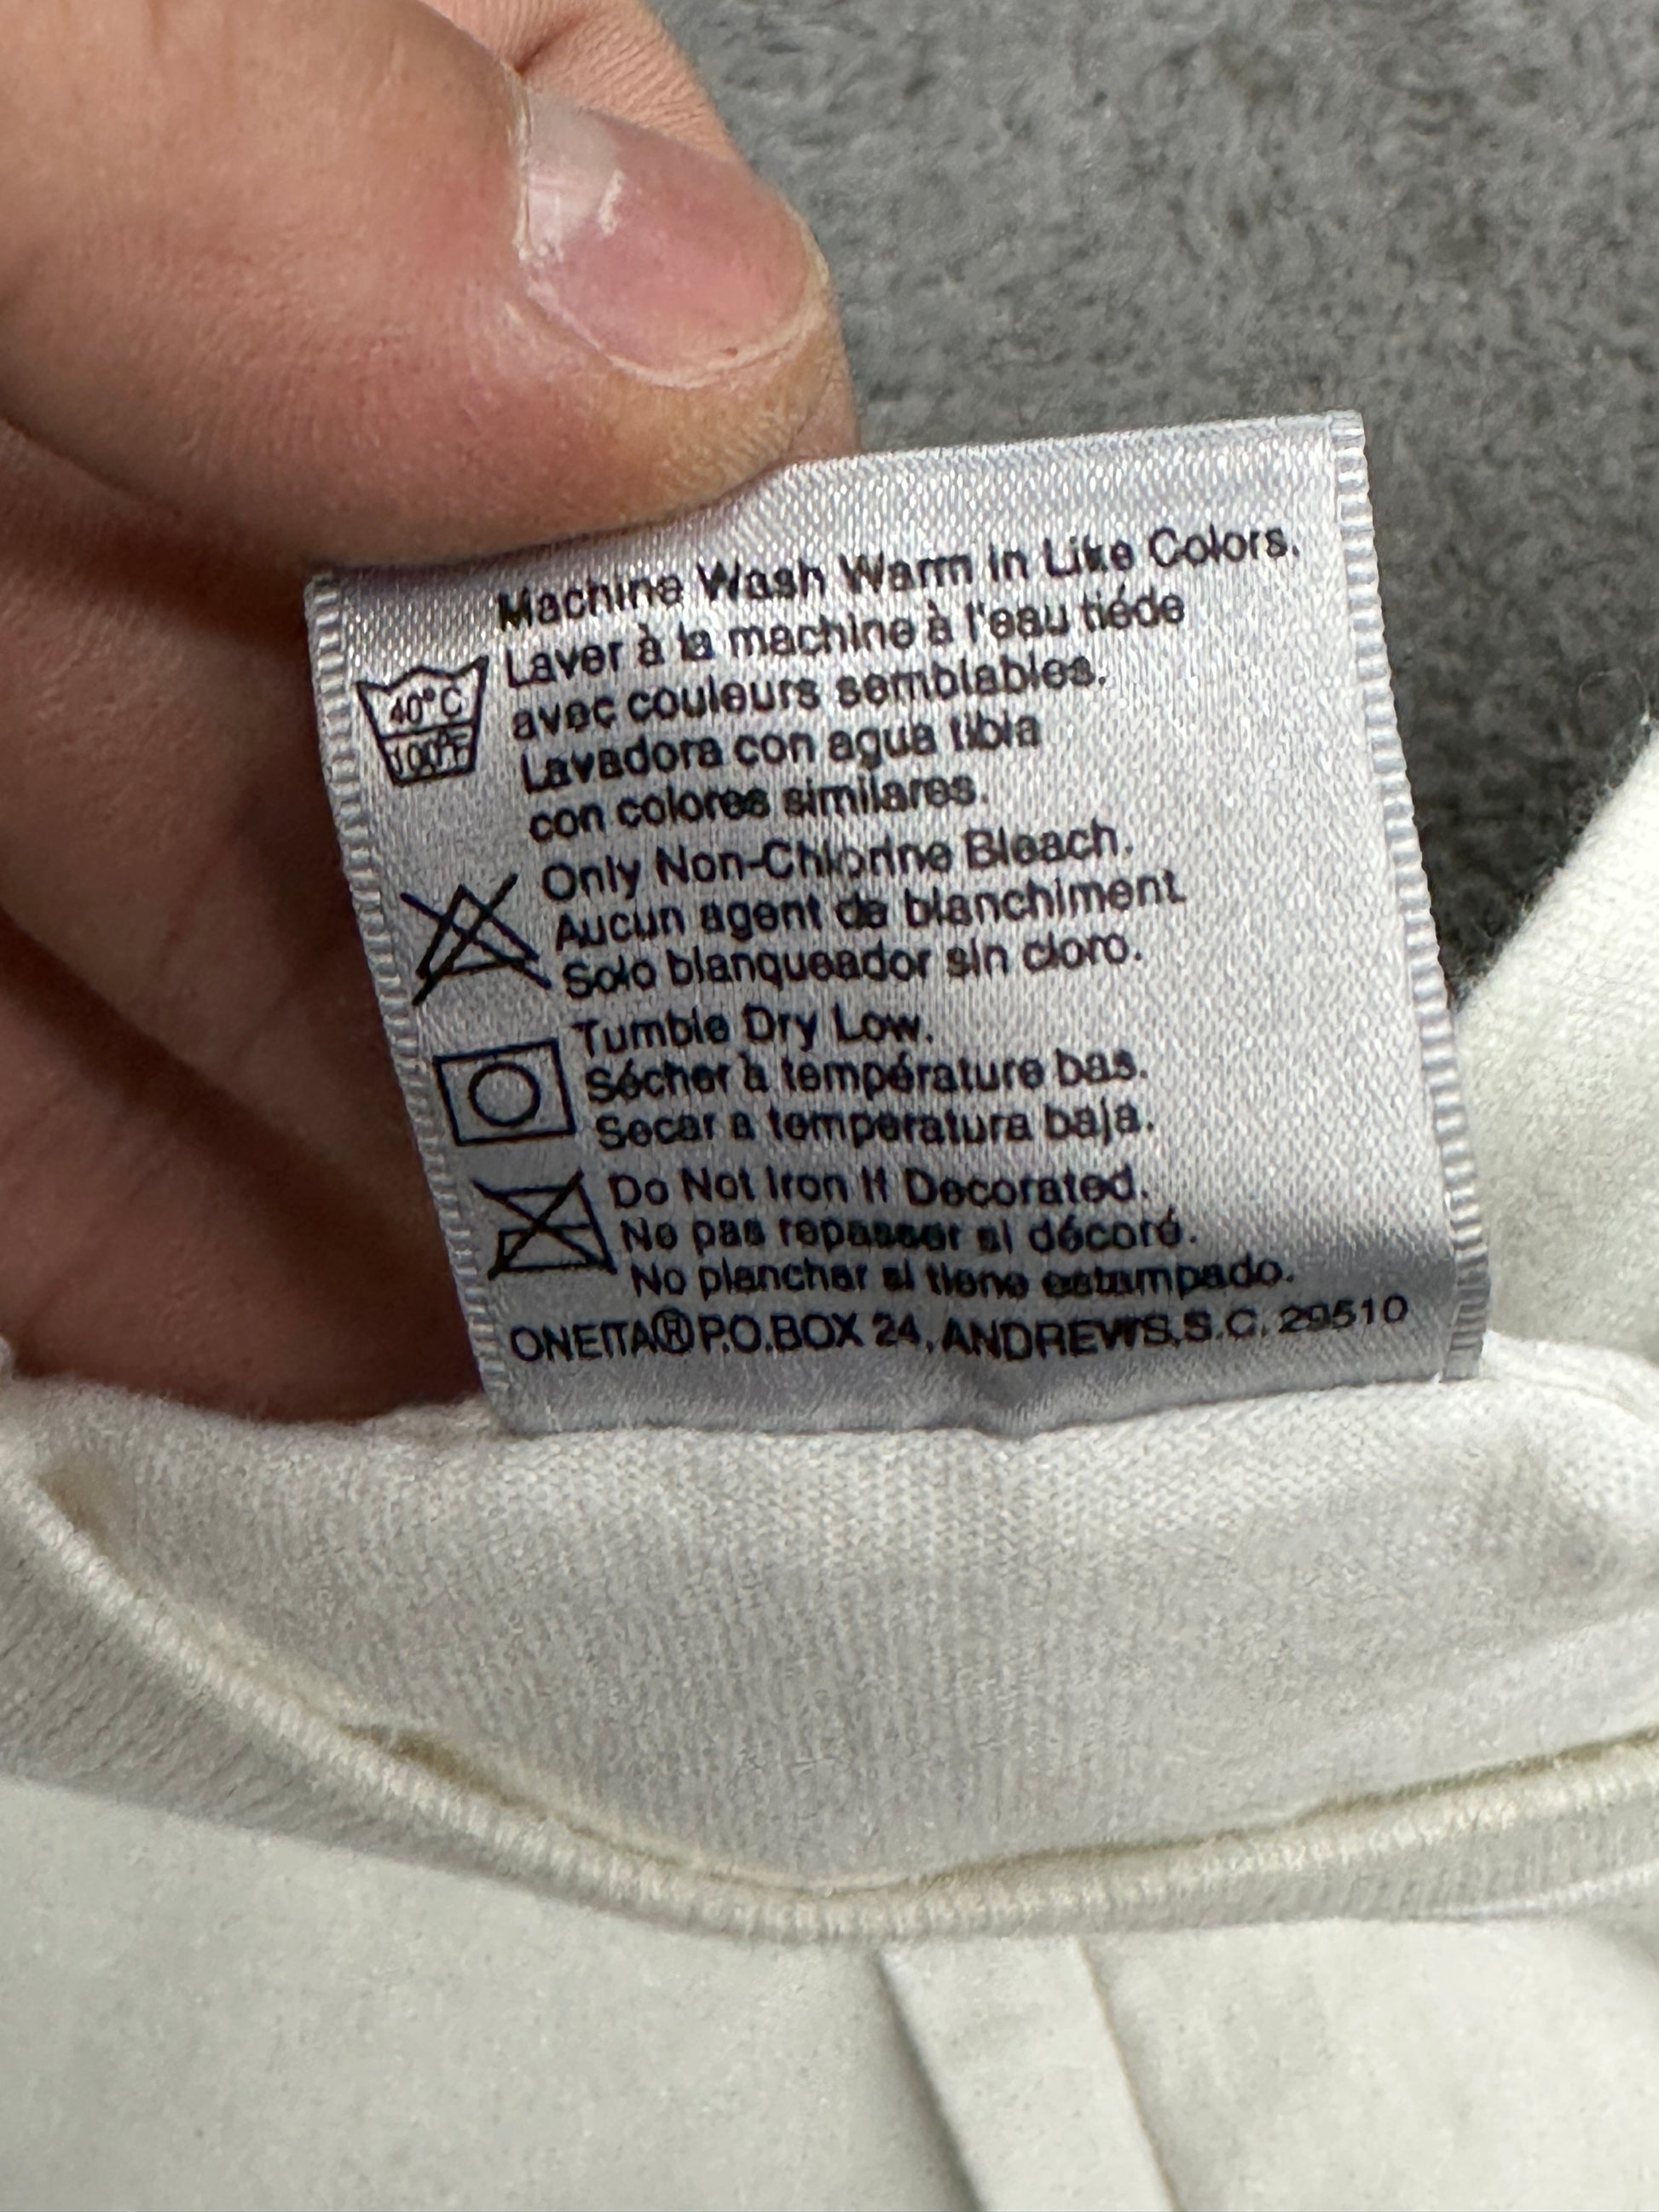 Machine Wash Warm in Like Colors.
Laver à la machine à l'eau tiéde
avec couleurs semblables.
Lavadora con agua tibia
con colores similares.
40°C
100°F
Only Non-Chlorine Bleach.
Aucun agent de blanchiment.
Solo blanqueador sin cloro.
Tumble Dry Low.
Sécher à température bas.
Secar a temperatura baja.
Do Not Iron If Decorated.
Ne pas repasser si décoré.
No planchar si tiene estampado.
ONEITA® P.O.BOX 24, ANDREWS,S.C. 29510